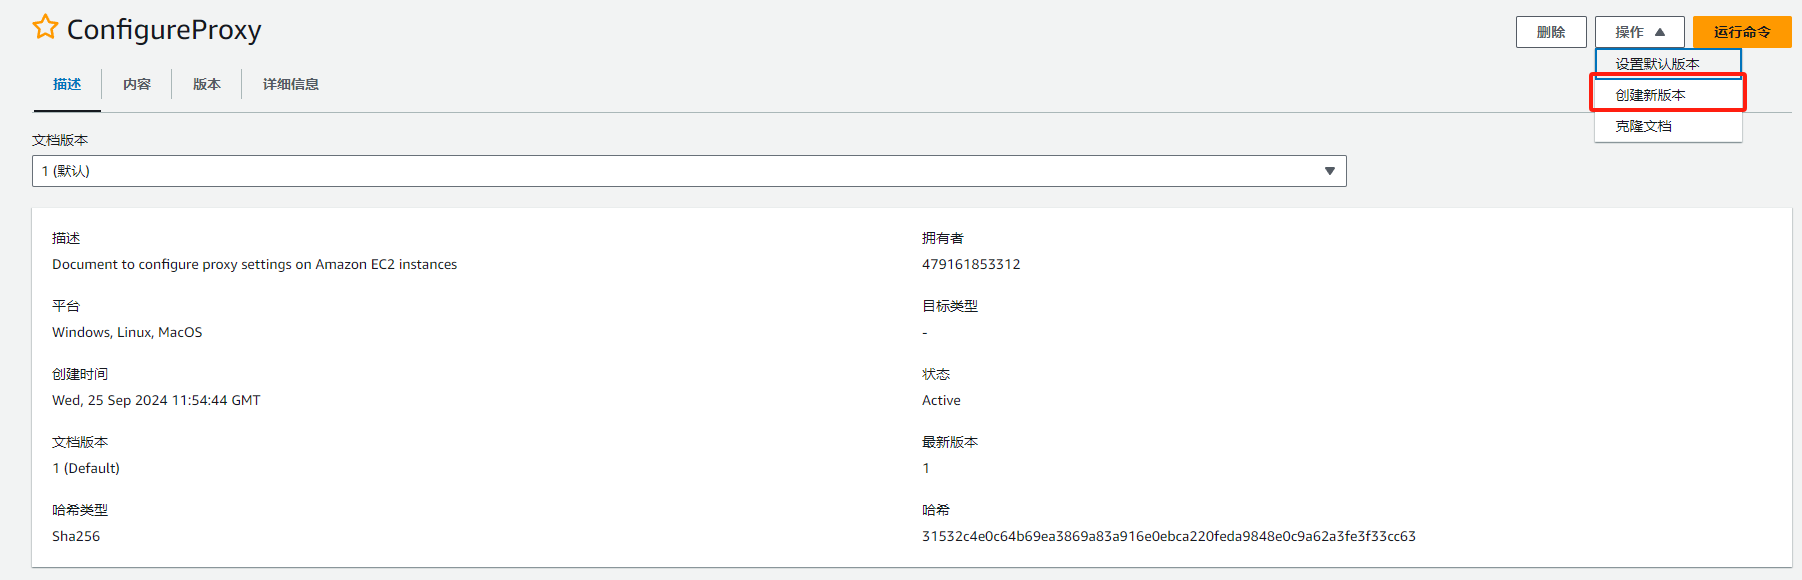 ConfigureProxy
删除
操作
运行命令
设置默认版本
创建新版本
克隆文档
描述
内容
版本
详细信息
文档版本
1 (默认)
描述
Document to configure proxy settings on Amazon EC2 instances
拥有者
479161853312
平台
Windows, Linux, MacOS
目标类型
-
创建时间
Wed, 25 Sep 2024 11:54:44 GMT
状态
Active
文档版本
1 (Default)
最新版本
1
哈希类型
Sha256
哈希
31532c4e0c64b69ea3869a83a916e0ebca220feda9848e0c9a62a3fe3f33cc63